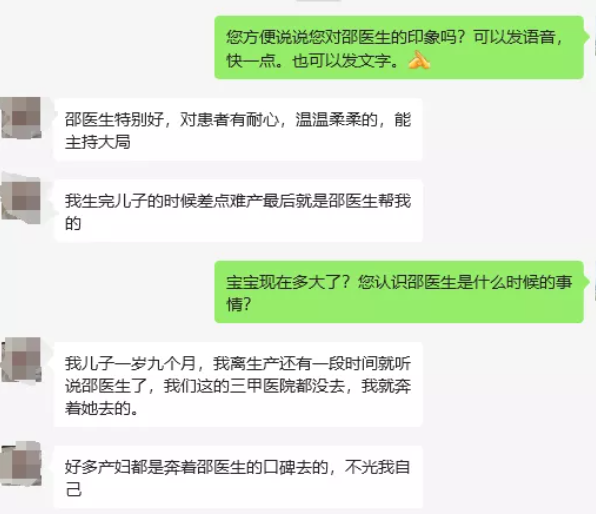 您方便说说您对邵医生的印象吗？可以发语音，
快一点。也可以发文字。
邵医生特别好，对患者有耐心，温温柔柔的，能
主持大局
我生完儿子的时候差点难产最后就是邵医生帮我
的
宝宝现在多大了？您认识邵医生是什么时候的事
情？
我儿子一岁九个月，我离生产还有一段时间就听
说邵医生了，我们这的三甲医院都没去，我就奔
着她去的。
好多产妇都是奔着邵医生的口碑去的，不光我自
己